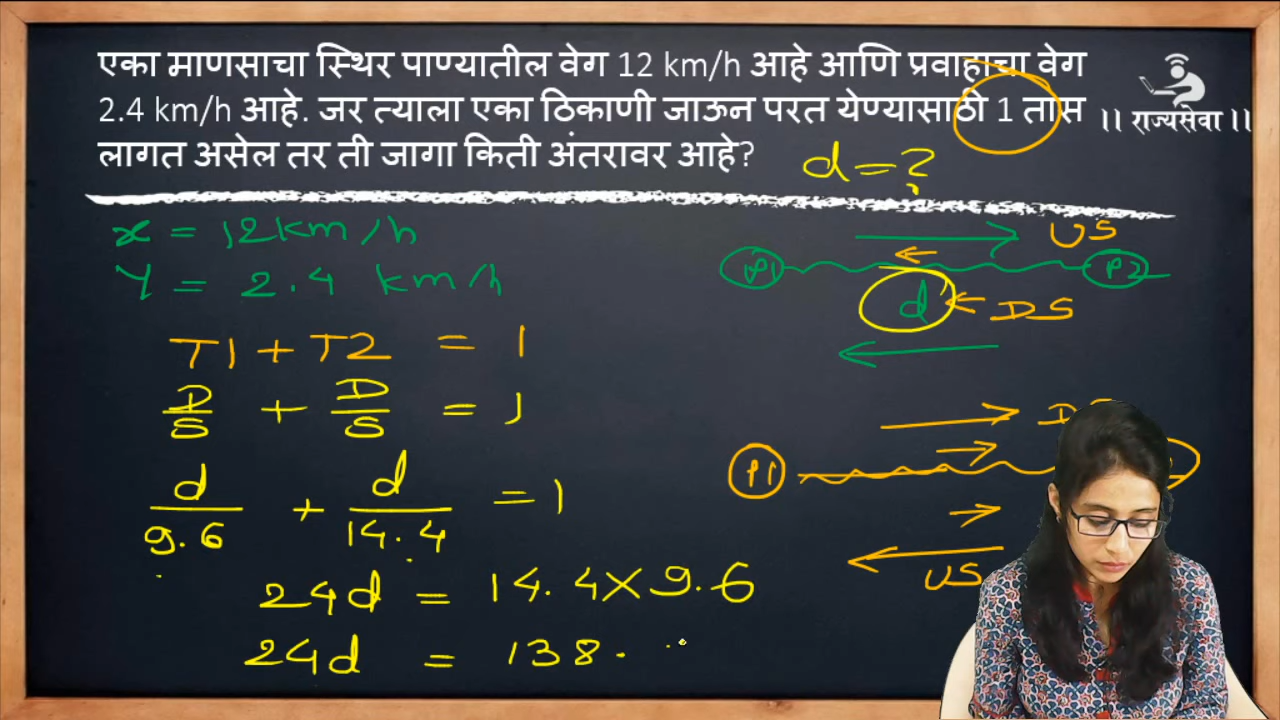 एका माणसाचा स्थिर पाण्यातील वेग 12 km/h आहे आणि प्रवाहाचा वेग
2.4 km/h आहे. जर त्याला एका ठिकाणी जाऊन परत येण्यासाठी 1 तास
लागत असेल तर ती जागा किती अंतरावर आहे?
|| राज्यसेवा ||
d = ?
x = 12 km/h
y = 2.4 km/h
US
P1 P2
d
DS
T1 + T2 = 1
D/S + D/S = 1
d/9.6 + d/14.4 = 1
24d = 14.4 × 9.6
24d = 138.
P1
US